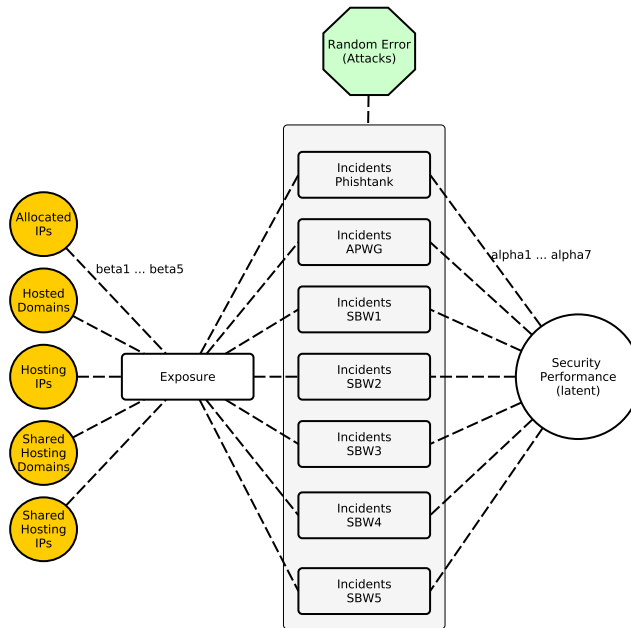 Random Error
(Attacks)
Incidents
Phishtank
Allocated
IPs
Incidents
APWG
beta1 ... beta5
alpha1 ... alpha7
Hosted
Domains
Incidents
SBW1
Hosting
IPs
Exposure
Incidents
SBW2
Security
Performance
(latent)
Shared
Hosting
Domains
Incidents
SBW3
Shared
Hosting
IPs
Incidents
SBW4
Incidents
SBW5